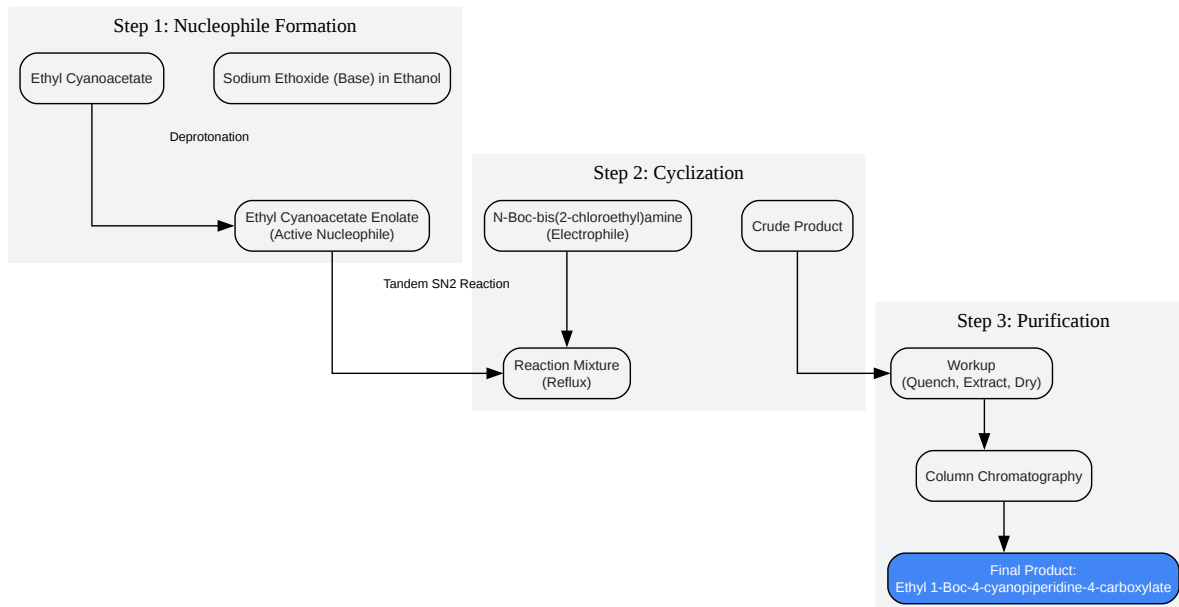 Step 1: Nucleophile Formation
Ethyl Cyanoacetate
Sodium Ethoxide (Base) in Ethanol
Deprotonation
Ethyl Cyanoacetate Enolate
(Active Nucleophile)
Step 2: Cyclization
N-Boc-bis(2-chloroethyl)amine
(Electrophile)
Crude Product
Tandem SN2 Reaction
Reaction Mixture
(Reflux)
Step 3: Purification
Workup
(Quench, Extract, Dry)
Column Chromatography
Final Product:
Ethyl 1-Boc-4-cyanopiperidine-4-carboxylate